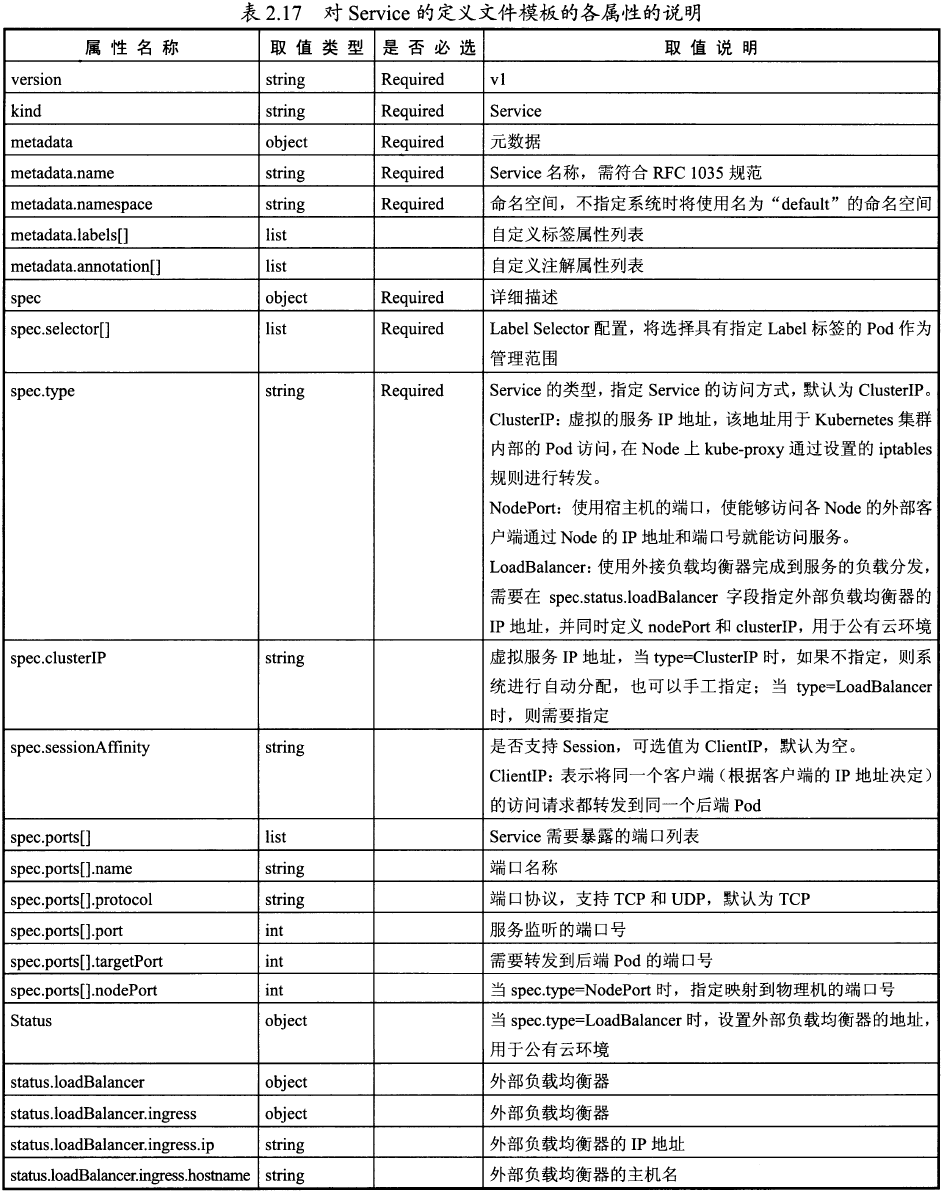 表 2.17 对 Service 的定义文件模板的各属性的说明
属性名称 取值类型 是否必选 取值说明
version string Required v1
kind string Required Service
metadata object Required 元数据
metadata.name string Required Service 名称，需符合 RFC 1035 规范
metadata.namespace string Required 命名空间，不指定系统时将使用名为“default”的命名空间
metadata.labels[] list 自定义标签属性列表
metadata.annotation[] list 自定义注解属性列表
spec object Required 详细描述
spec.selector[] list Required Label Selector 配置，将选择具有指定 Label 标签的 Pod 作为
管理范围
spec.type string Required Service 的类型，指定 Service 的访问方式，默认为 ClusterIP。
ClusterIP：虚拟的服务 IP 地址，该地址用于 Kubernetes 集群
内部的 Pod 访问，在 Node 上 kube-proxy 通过设置的 iptables
规则进行转发。
NodePort：使用宿主机的端口，使能够访问各 Node 的外部客
户端通过 Node 的 IP 地址和端口号就能访问服务。
LoadBalancer：使用外接负载均衡器完成到服务的负载分发，
需要在 spec.status.loadBalancer 字段指定外部负载均衡器的
IP 地址，并同时定义 nodePort 和 clusterIP，用于公有云环境
spec.clusterIP string 虚拟服务 IP 地址，当 type=ClusterIP 时，如果不指定，则系
统进行自动分配，也可以手工指定；当 type=LoadBalancer
时，则需要指定
spec.sessionAffinity string 是否支持 Session，可选值为 ClientIP，默认为空。
ClientIP：表示将同一个客户端（根据客户端的 IP 地址决定）
的访问请求都转发到同一个后端 Pod
spec.ports[] list Service 需要暴露的端口列表
spec.ports[].name string 端口名称
spec.ports[].protocol string 端口协议，支持 TCP 和 UDP，默认为 TCP
spec.ports[].port int 服务监听的端口号
spec.ports[].targetPort int 需要转发到后端 Pod 的端口号
spec.ports[].nodePort int 当 spec.type=NodePort 时，指定映射到物理机的端口号
Status object 当 spec.type=LoadBalancer 时，设置外部负载均衡器的地址，
用于公有云环境
status.loadBalancer object 外部负载均衡器
status.loadBalancer.ingress object 外部负载均衡器
status.loadBalancer.ingress.ip string 外部负载均衡器的 IP 地址
status.loadBalancer.ingress.hostname string 外部负载均衡器的主机名